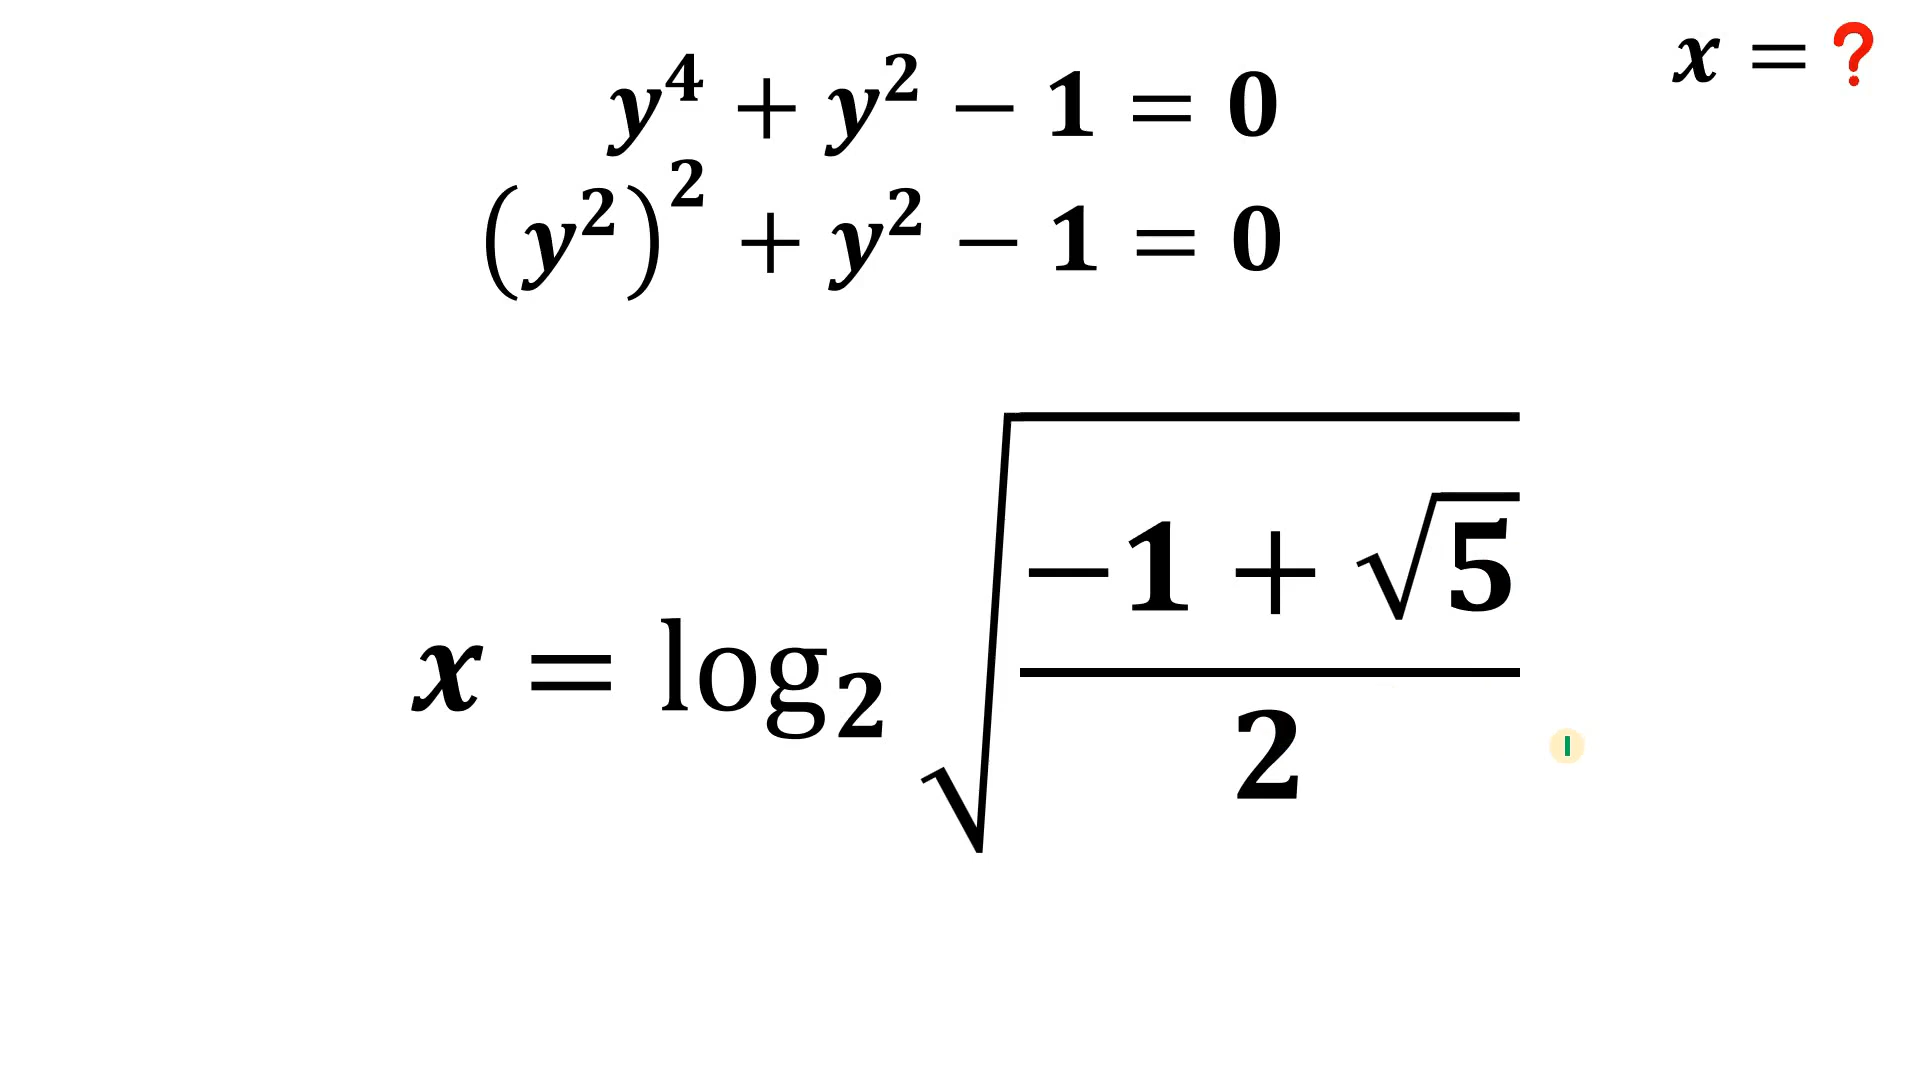 x = ❓
y⁴ + y² − 1 = 0
(y²)² + y² − 1 = 0
x = log₂ √((−1 + √5)/2)